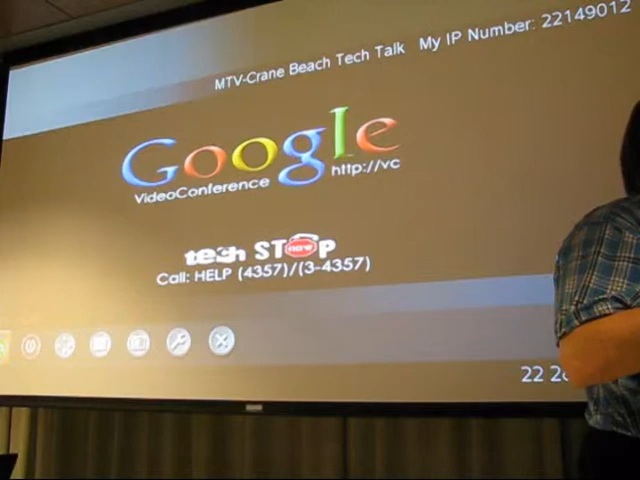 MTV-Crane Beach Tech Talk My IP Number: 22149012
Google
VideoConference http://vc
tech STOP
Call: HELP (4357)/(3-4357)
22